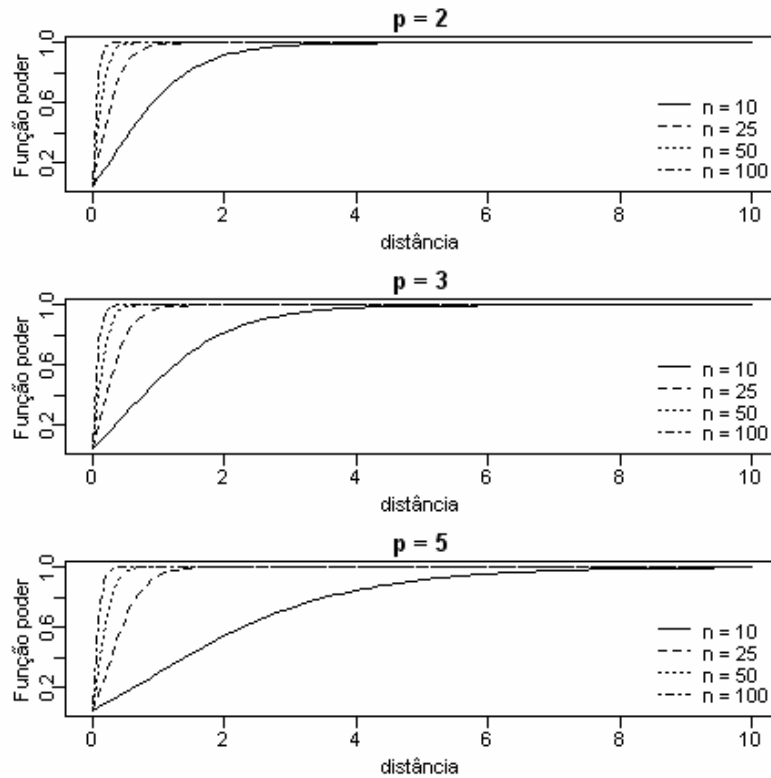 p = 2
Função poder
0.2 0.6 1.0
n = 10
n = 25
n = 50
n = 100
0 2 4 6 8 10
distância
p = 3
Função poder
0.2 0.6 1.0
n = 10
n = 25
n = 50
n = 100
0 2 4 6 8 10
distância
p = 5
Função poder
0.2 0.6 1.0
n = 10
n = 25
n = 50
n = 100
0 2 4 6 8 10
distância